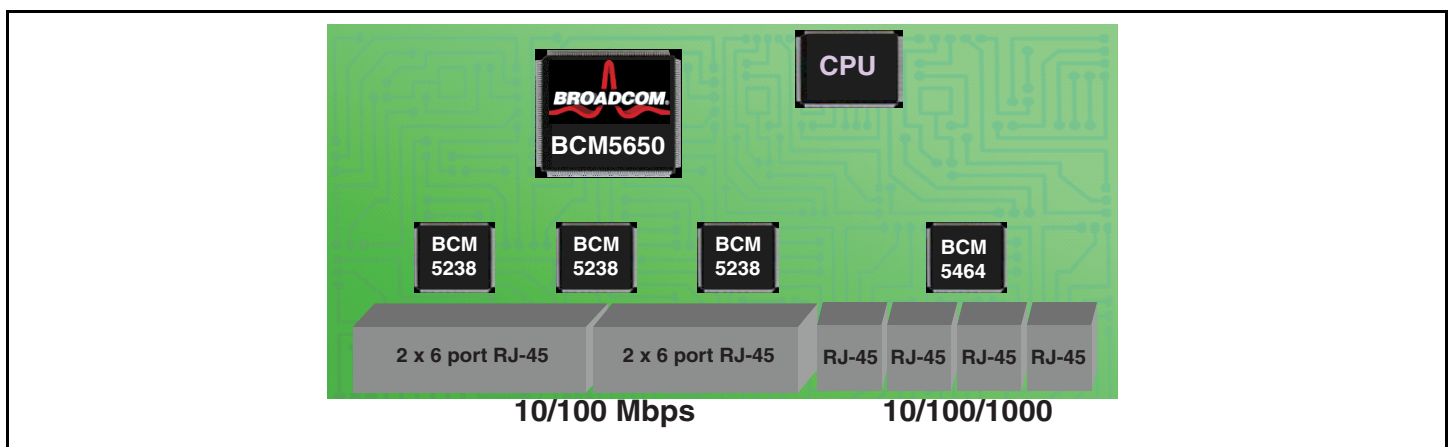 CPU
BROADCOM®
BCM5650
BCM
5238
BCM
5238
BCM
5238
BCM
5464
2 x 6 port RJ-45
2 x 6 port RJ-45
RJ-45
RJ-45
RJ-45
RJ-45
10/100 Mbps
10/100/1000